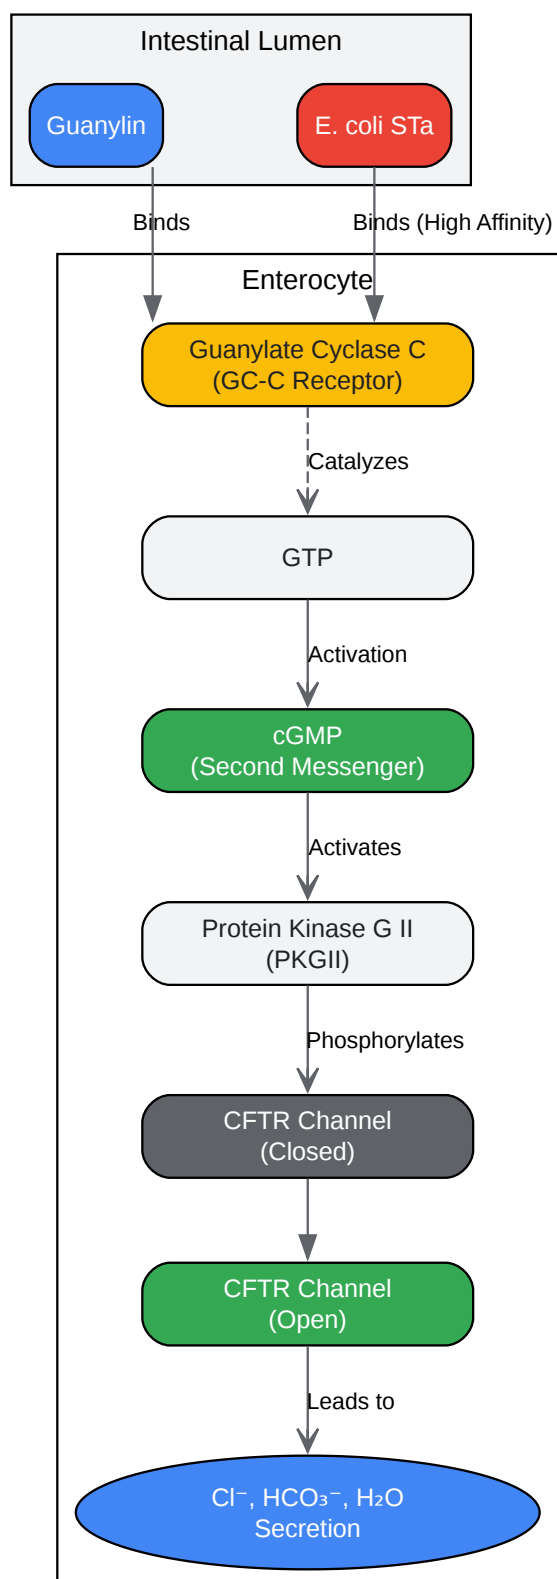 Intestinal Lumen
Guanylin
E. coli STa
Binds
Binds (High Affinity)
Enterocyte
Guanylate Cyclase C
(GC-C Receptor)
Catalyzes
GTP
Activation
cGMP
(Second Messenger)
Activates
Protein Kinase G II
(PKGII)
Phosphorylates
CFTR Channel
(Closed)
CFTR Channel
(Open)
Leads to
Cl⁻, HCO₃⁻, H₂O
Secretion